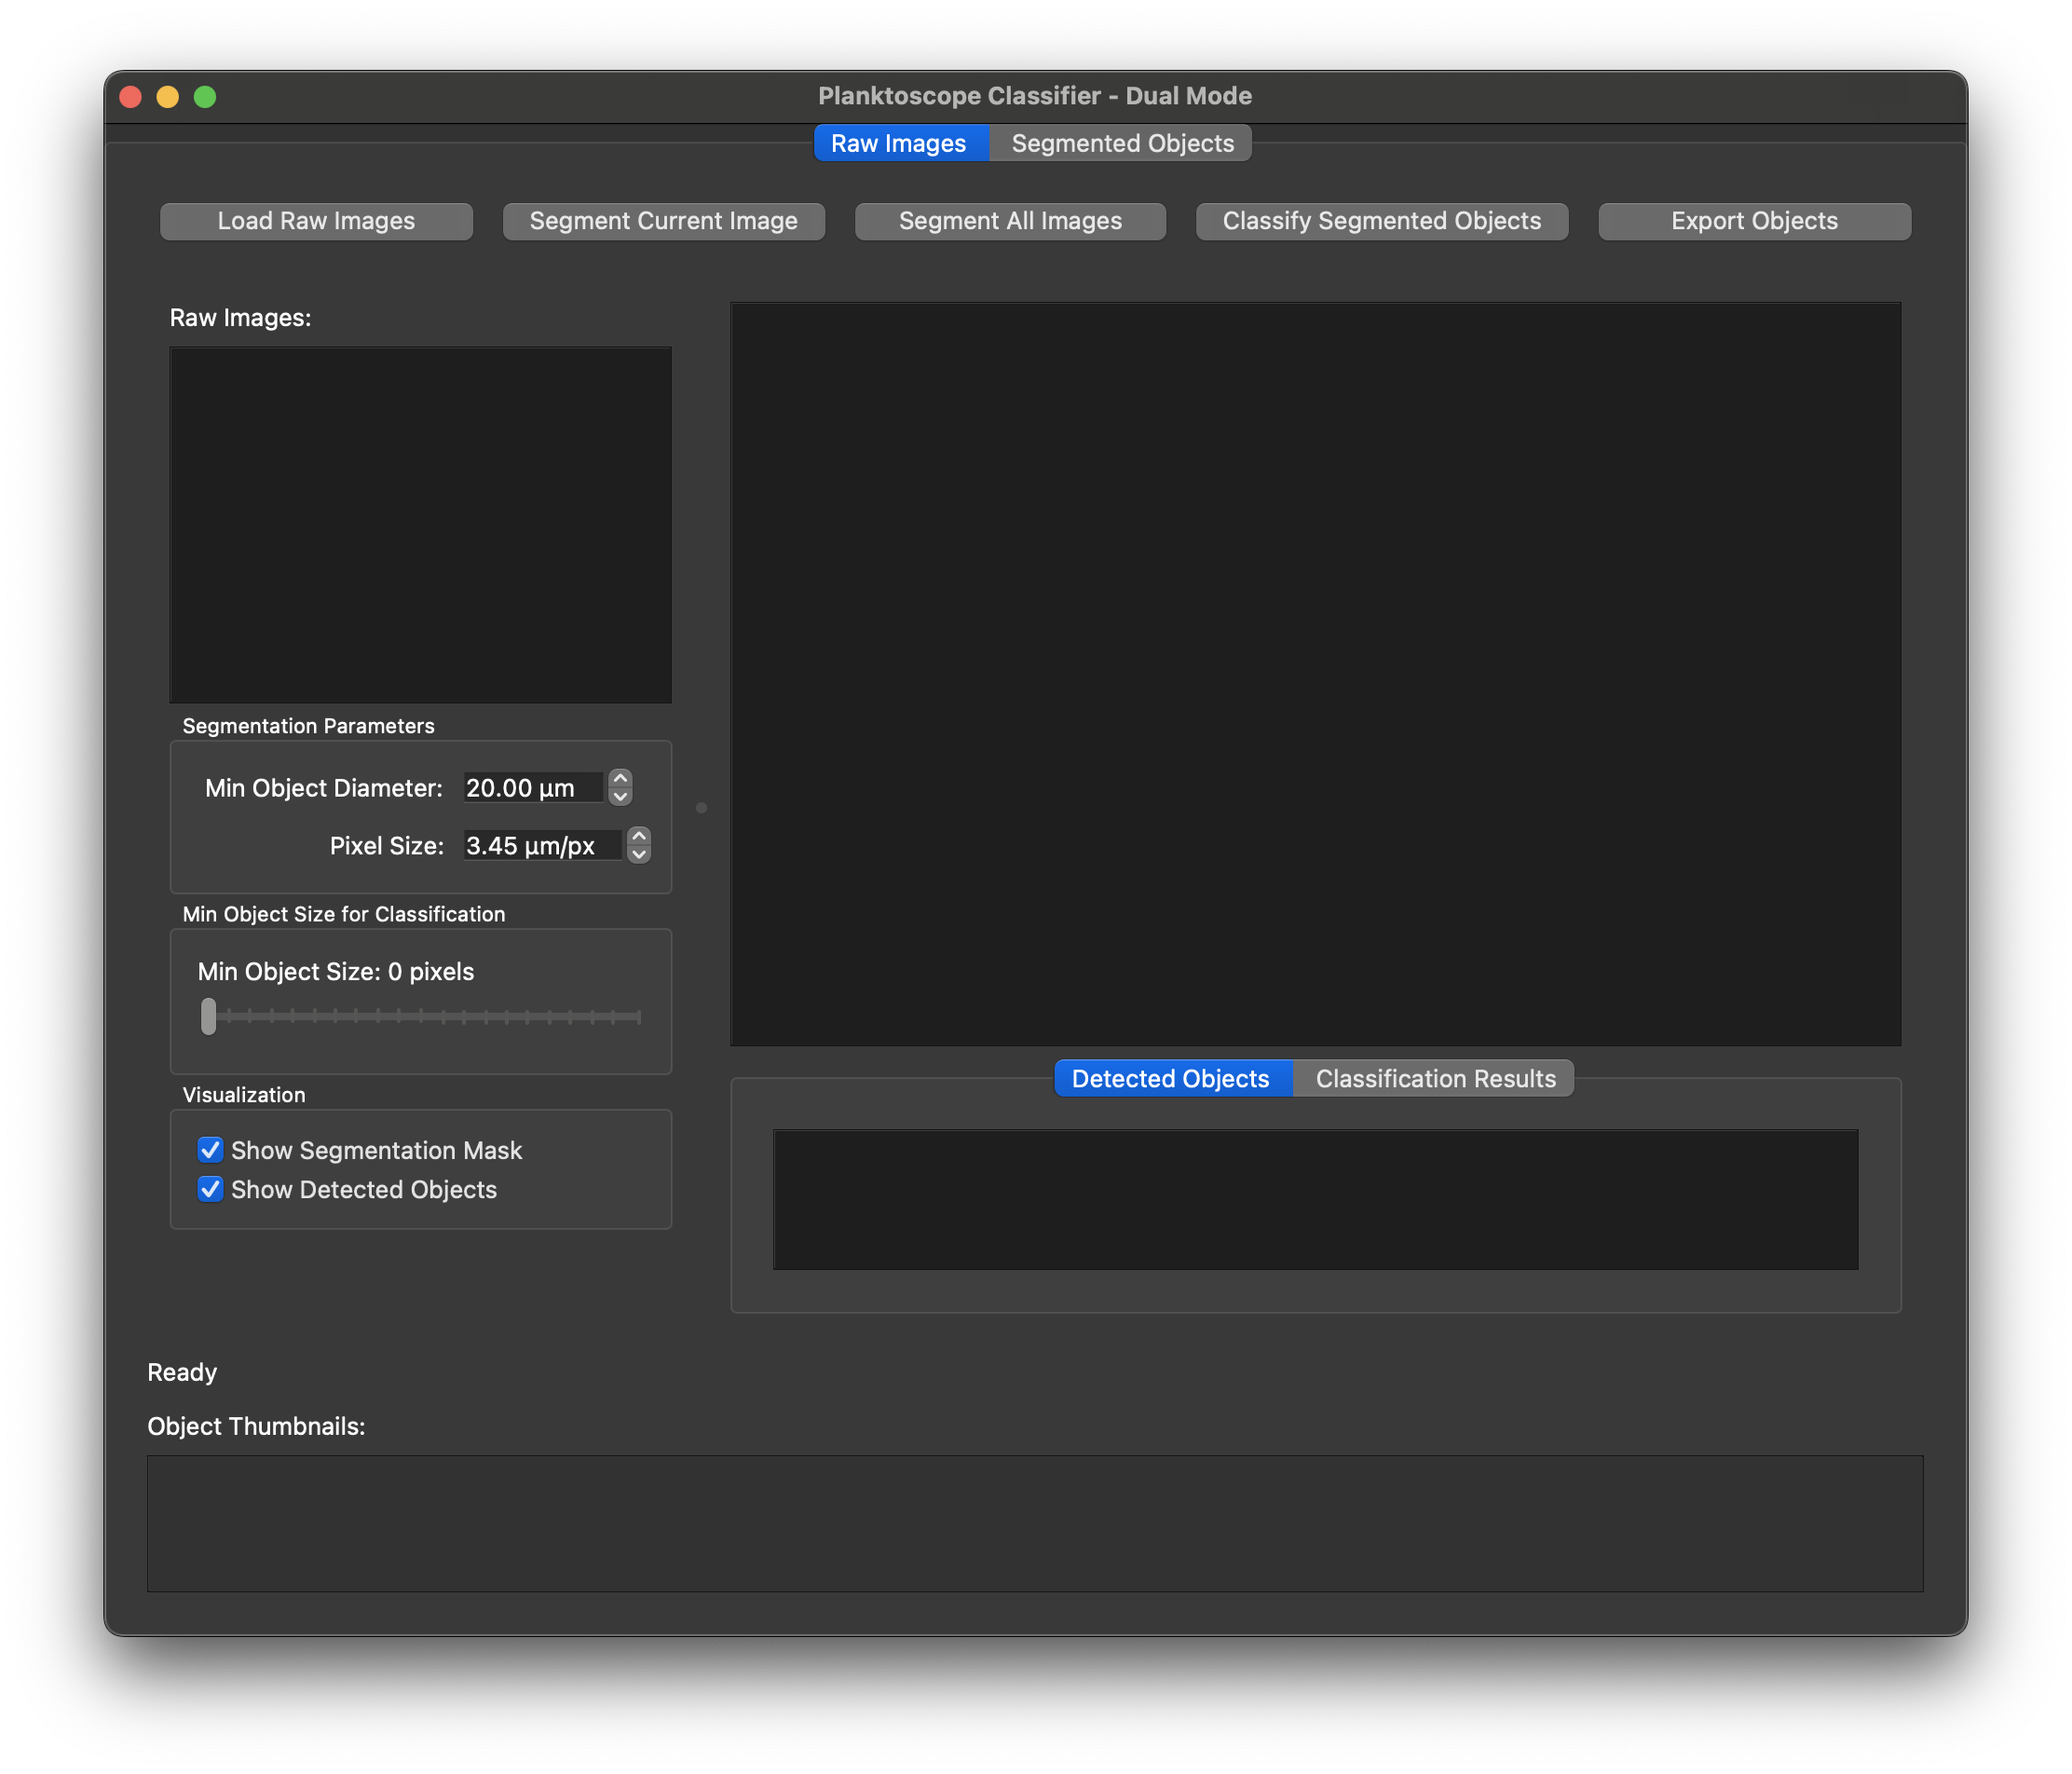 Planktoscope Classifier - Dual Mode
Raw Images Segmented Objects
Load Raw Images Segment Current Image Segment All Images Classify Segmented Objects Export Objects
Raw Images:
Segmentation Parameters
Min Object Diameter: 20.00 µm
Pixel Size: 3.45 µm/px
Min Object Size for Classification
Min Object Size: 0 pixels
Visualization
Show Segmentation Mask
Show Detected Objects
Detected Objects Classification Results
Ready
Object Thumbnails: